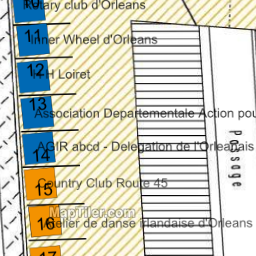 10 Rotary club d'Orleans
11 Inner Wheel d'Orleans
12 H Loiret
13 Association Departementale Action pou
14 AGIR abcd - Delegation de l'Orleanais
Passage
15 Country Club Route 45
MapTiler.com
16 Atelier de danse irlandaise d'Orleans
17